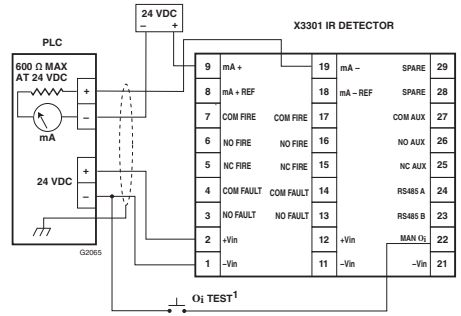 24 VDC
– +
X3301 IR DETECTOR
PLC
600 Ω MAX
AT 24 VDC
+
–
mA
24 VDC
+
–
G2065
9 mA + 19 mA – SPARE 29
8 mA + REF 18 mA – REF SPARE 28
7 COM FIRE COM FIRE 17 COM AUX 27
6 NO FIRE NO FIRE 16 NO AUX 26
5 NC FIRE NC FIRE 15 NC AUX 25
4 COM FAULT COM FAULT 14 RS485 A 24
3 NO FAULT NO FAULT 13 RS485 B 23
2 +Vin 12 +Vin MAN Oi 22
1 –Vin 11 –Vin –Vin 21
Oi TEST1